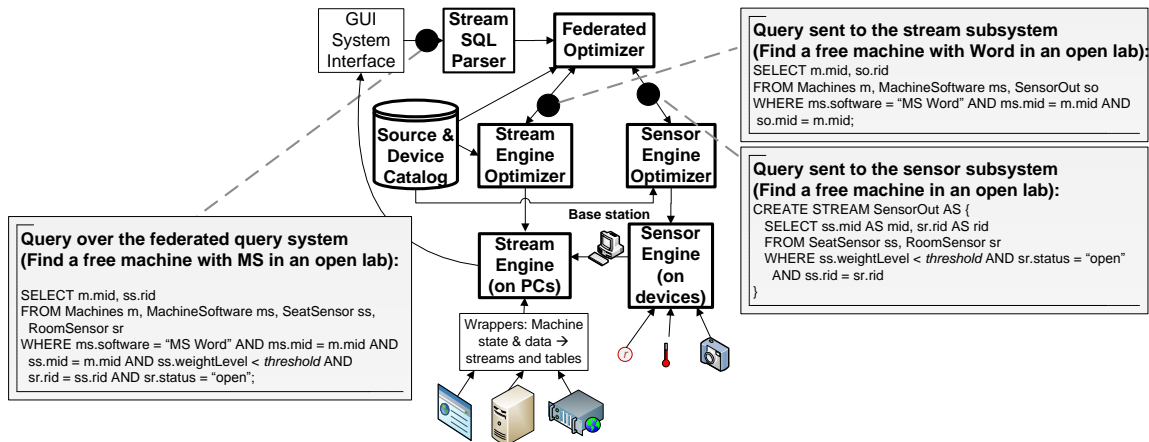 GUI
System
Interface
Stream
SQL
Parser
Federated
Optimizer
Source &
Device
Catalog
Stream
Engine
Optimizer
Sensor
Engine
Optimizer
Base station
Stream
Engine
(on PCs)
Sensor
Engine
(on
devices)
Wrappers: Machine
state & data →
streams and tables
r
Query sent to the stream subsystem
(Find a free machine with Word in an open lab):
SELECT m.mid, so.rid
FROM Machines m, MachineSoftware ms, SensorOut so
WHERE ms.software = “MS Word” AND ms.mid = m.mid AND
so.mid = m.mid;
Query sent to the sensor subsystem
(Find a free machine in an open lab):
CREATE STREAM SensorOut AS {
SELECT ss.mid AS mid, sr.rid AS rid
FROM SeatSensor ss, RoomSensor sr
WHERE ss.weightLevel < threshold AND sr.status = “open”
AND ss.rid = sr.rid
}
Query over the federated query system
(Find a free machine with MS in an open lab):
SELECT m.mid, ss.rid
FROM Machines m, MachineSoftware ms, SeatSensor ss,
RoomSensor sr
WHERE ms.software = “MS Word” AND ms.mid = m.mid AND
ss.mid = m.mid AND ss.weightLevel < threshold AND
sr.rid = ss.rid AND sr.status = “open”;